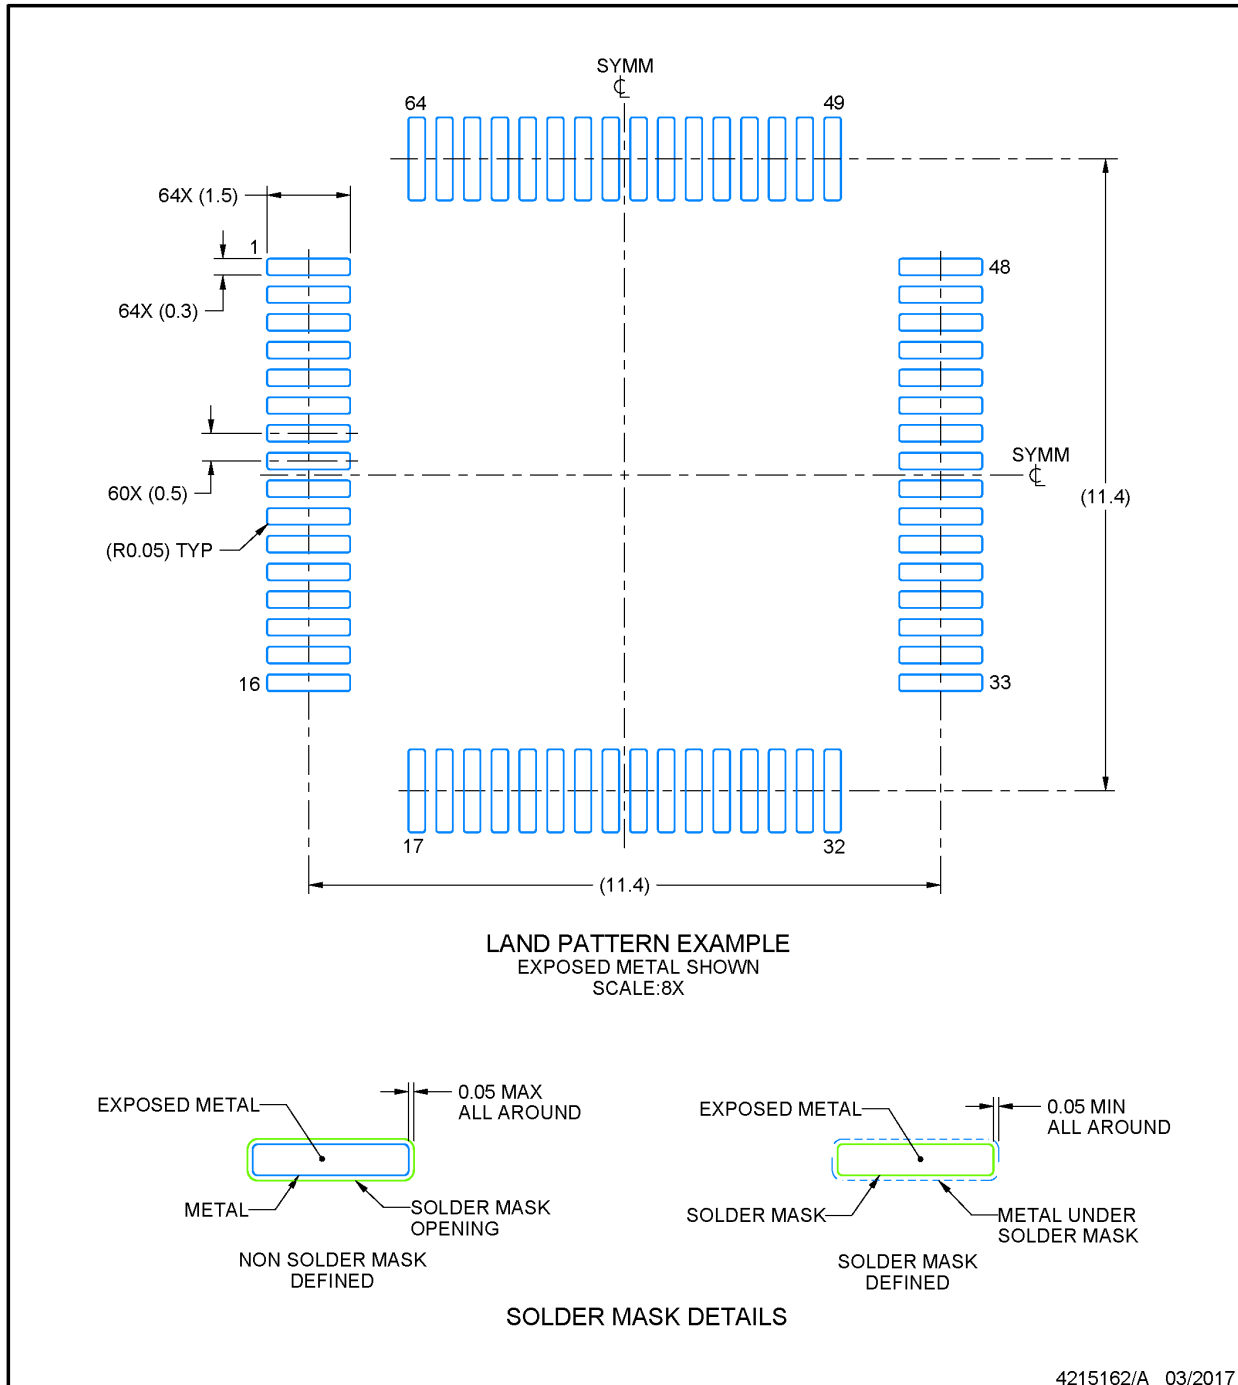 SYMM
℄
64
49
64X (1.5)
1
48
64X (0.3)
SYMM
℄
60X (0.5)
(11.4)
(R0.05) TYP
16
33
17
32
(11.4)
LAND PATTERN EXAMPLE
EXPOSED METAL SHOWN
SCALE:8X
0.05 MAX
ALL AROUND
EXPOSED METAL
METAL
SOLDER MASK
OPENING
NON SOLDER MASK
DEFINED
0.05 MIN
ALL AROUND
EXPOSED METAL
SOLDER MASK
METAL UNDER
SOLDER MASK
SOLDER MASK
DEFINED
SOLDER MASK DETAILS
4215162/A 03/2017